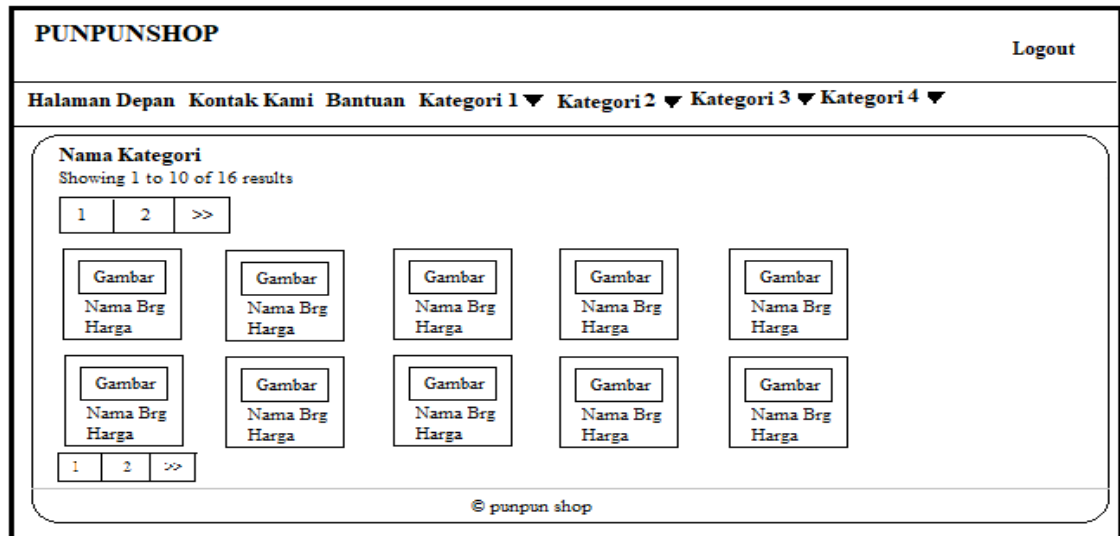 PUNPUNSHOP
Logout
Halaman Depan Kontak Kami Bantuan Kategori 1 Kategori 2 Kategori 3 Kategori 4
Nama Kategori
Showing 1 to 10 of 16 results
1 2 >>
Gambar Gambar Gambar Gambar Gambar
Nama Brg Nama Brg Nama Brg Nama Brg Nama Brg
Harga Harga Harga Harga Harga
Gambar Gambar Gambar Gambar Gambar
Nama Brg Nama Brg Nama Brg Nama Brg Nama Brg
Harga Harga Harga Harga Harga
1 2 >>
© punpun shop